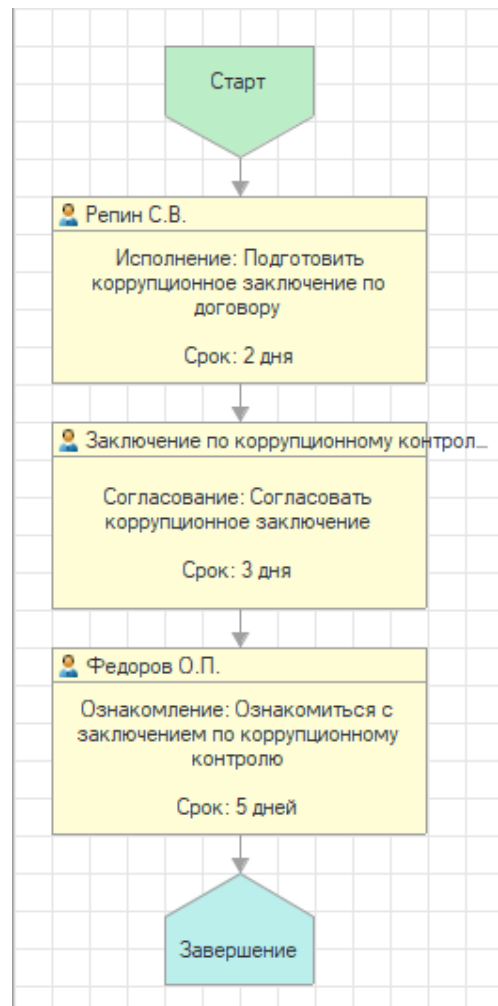 Старт
Репин С.В.
Исполнение: Подготовить
коррупционное заключение по
договору
Срок: 2 дня
Заключение по коррупционному контрол...
Согласование: Согласовать
коррупционное заключение
Срок: 3 дня
Федоров О.П.
Ознакомление: Ознакомиться с
заключением по коррупционному
контролю
Срок: 5 дней
Завершение